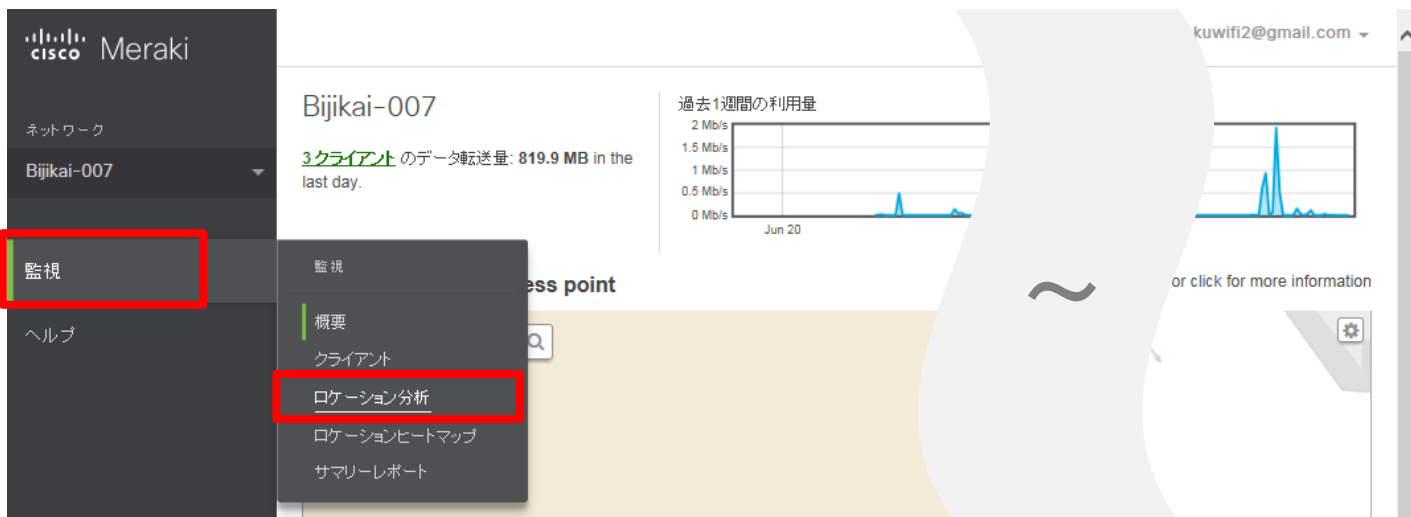 cisco Meraki
kuwifi2@gmail.com
ネットワーク
Bijikai-007
監視
ヘルプ
Bijikai-007
3クライアント のデータ転送量: 819.9 MB in the
last day.
過去1週間の利用量
2 Mb/s
1.5 Mb/s
1 Mb/s
0.5 Mb/s
0 Mb/s
Jun 20
監視
概要
クライアント
ロケーション分析
ロケーションヒートマップ
サマリーレポート
ess point
or click for more information
~